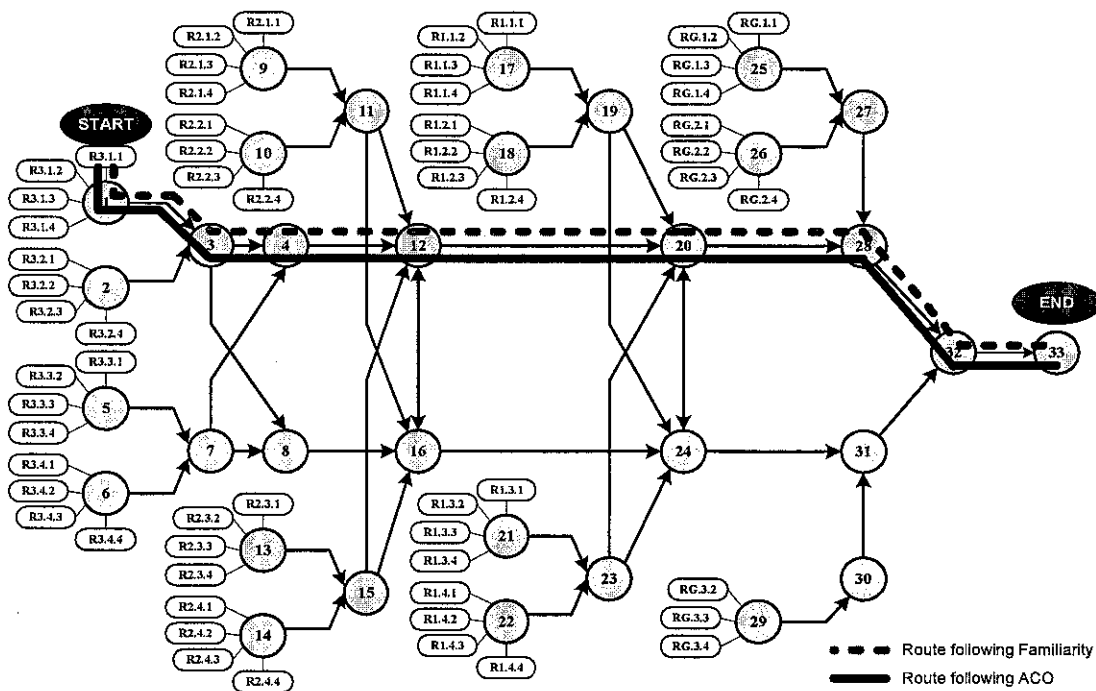 START
R3.1.1
R3.1.2
R3.1.3
R3.1.4
1
R3.2.1
R3.2.2
R3.2.3
R3.2.4
2
3
4
R3.3.1
R3.3.2
R3.3.3
R3.3.4
5
R3.4.1
R3.4.2
R3.4.3
R3.4.4
6
7
8
R2.1.1
R2.1.2
R2.1.3
R2.1.4
9
R2.2.1
R2.2.2
R2.2.3
R2.2.4
10
11
12
R2.3.1
R2.3.2
R2.3.3
R2.3.4
13
R2.4.1
R2.4.2
R2.4.3
R2.4.4
14
15
16
R1.1.1
R1.1.2
R1.1.3
R1.1.4
17
R1.2.1
R1.2.2
R1.2.3
R1.2.4
18
19
20
R1.3.1
R1.3.2
R1.3.3
R1.3.4
21
R1.4.1
R1.4.2
R1.4.3
R1.4.4
22
23
24
RG.1.1
RG.1.2
RG.1.3
RG.1.4
25
RG.2.1
RG.2.2
RG.2.3
RG.2.4
26
27
28
RG.3.2
RG.3.3
RG.3.4
29
30
31
32
33
END
Route following Familiarity
Route following ACO